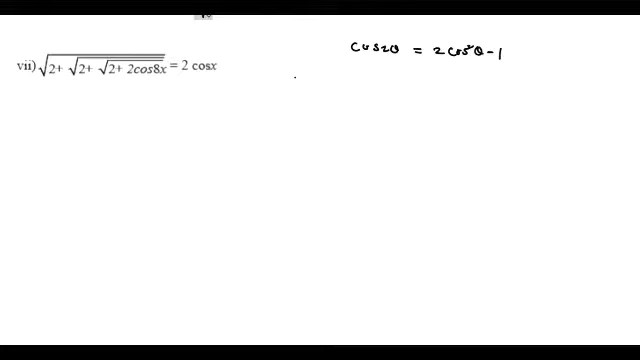 cos2θ = 2cos²θ-1
vii) √2+ √2+ √2+ 2cos8x = 2 cosx